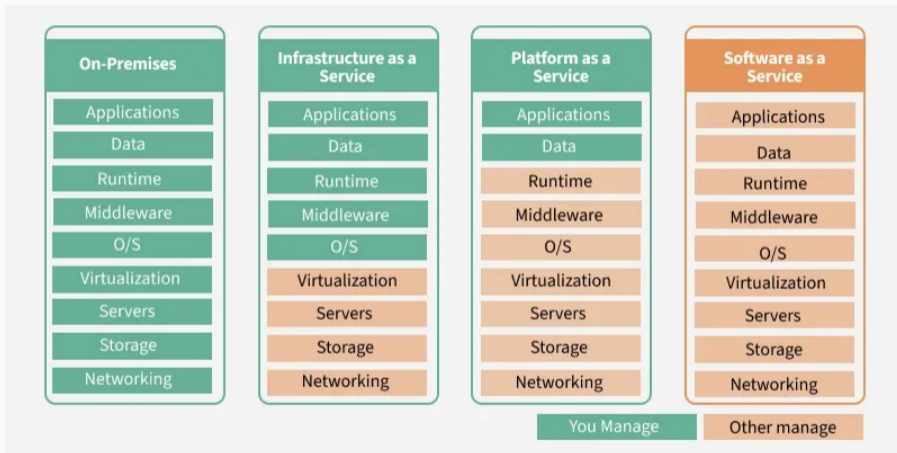 On-Premises
Applications
Data
Runtime
Middleware
O/S
Virtualization
Servers
Storage
Networking
Infrastructure as a
Service
Applications
Data
Runtime
Middleware
O/S
Virtualization
Servers
Storage
Networking
Platform as a
Service
Applications
Data
Runtime
Middleware
O/S
Virtualization
Servers
Storage
Networking
Software as a
Service
Applications
Data
Runtime
Middleware
O/S
Virtualization
Servers
Storage
Networking
You Manage
Other manage